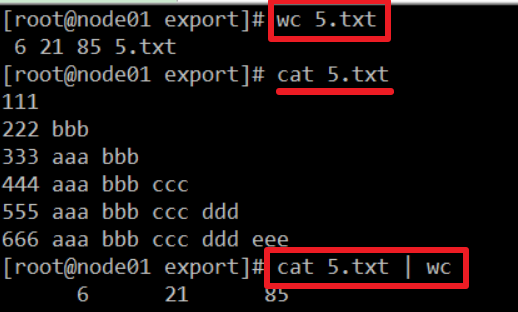 [root@node01 export]# wc 5.txt
 6 21 85 5.txt
[root@node01 export]# cat 5.txt
111
222 bbb
333 aaa bbb
444 aaa bbb ccc
555 aaa bbb ccc ddd
666 aaa bbb ccc ddd eee
[root@node01 export]# cat 5.txt | wc
      6      21      85